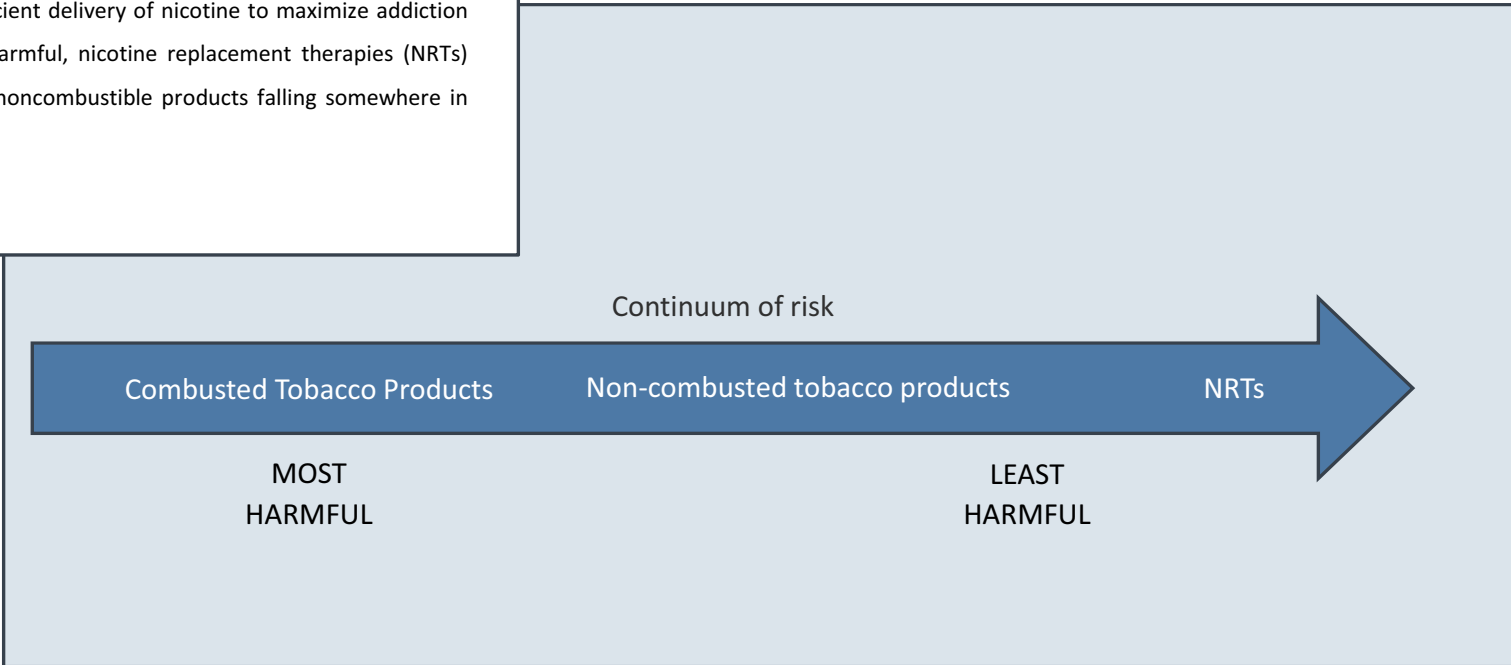 cient delivery of nicotine to maximize addiction
armful, nicotine replacement therapies (NRTs)
noncombustible products falling somewhere in
Continuum of risk
Combusted Tobacco Products Non-combusted tobacco products NRTs
MOST HARMFUL
LEAST HARMFUL